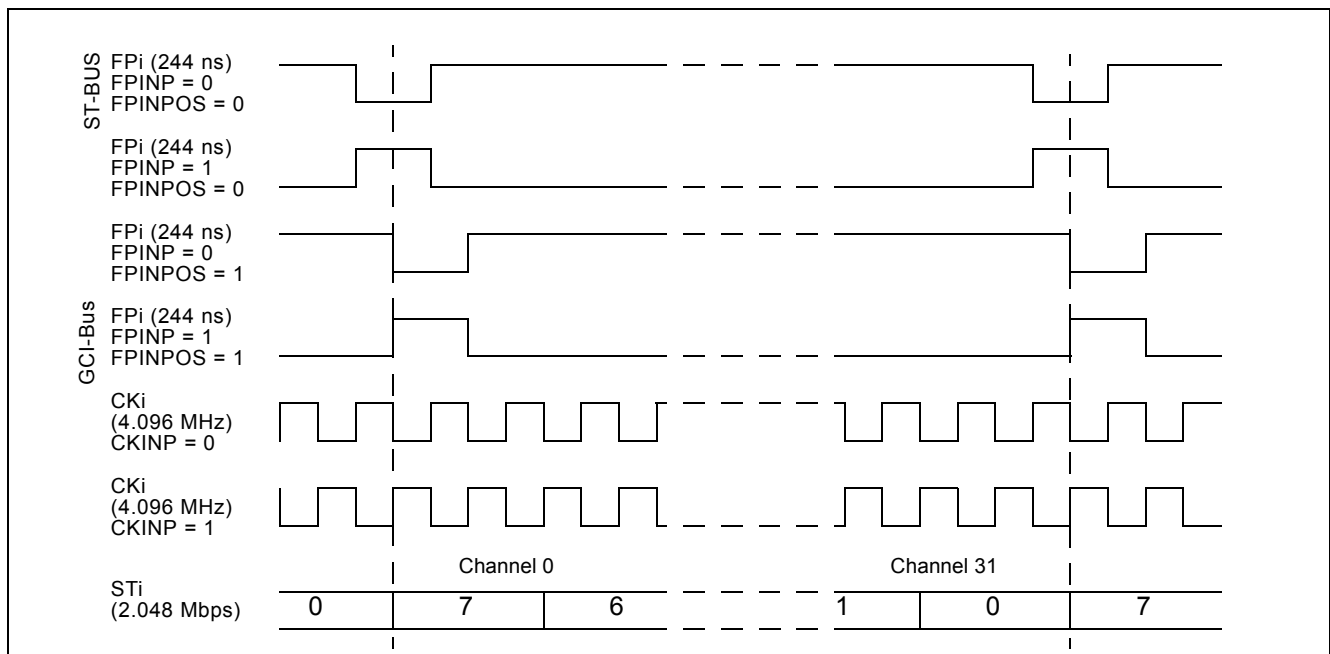 ST-BUS
FPi (244 ns)
FPINP = 0
FPINPOS = 0
FPi (244 ns)
FPINP = 1
FPINPOS = 0
FPi (244 ns)
FPINP = 0
FPINPOS = 1
GCI-Bus
FPi (244 ns)
FPINP = 1
FPINPOS = 1
CKi
(4.096 MHz)
CKINP = 0
CKi
(4.096 MHz)
CKINP = 1
Channel 0 Channel 31
STi
(2.048 Mbps)
0 7 6 1 0 7